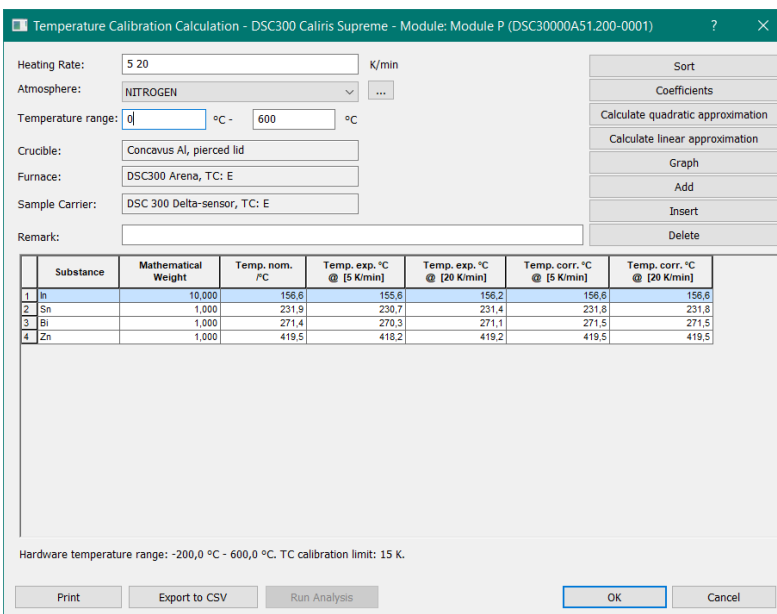 Temperature Calibration Calculation - DSC300 Caliris Supreme - Module: Module P (DSC30000A51.200-0001) ?
Heating Rate: 5 20 K/min
Sort
Atmosphere: NITROGEN ...
Coefficients
Temperature range: 0 °C - 600 °C
Calculate quadratic approximation
Calculate linear approximation
Crucible: Concavus Al, pierced lid
Graph
Furnace: DSC300 Arena, TC: E
Add
Sample Carrier: DSC 300 Delta-sensor, TC: E
Insert
Remark:
Delete
Substance Mathematical Weight Temp. nom. /°C Temp. exp. °C @ [5 K/min] Temp. exp. °C @ [20 K/min] Temp. corr. °C @ [5 K/min] Temp. corr. °C @ [20 K/min]
1 In 10,000 156,6 155,6 156,2 156,6 156,6
2 Sn 1,000 231,9 230,7 231,4 231,8 231,8
3 Bi 1,000 271,4 270,3 271,1 271,5 271,5
4 Zn 1,000 419,5 418,2 419,2 419,5 419,5
Hardware temperature range: -200,0 °C - 600,0 °C. TC calibration limit: 15 K.
Print Export to CSV Run Analysis OK Cancel